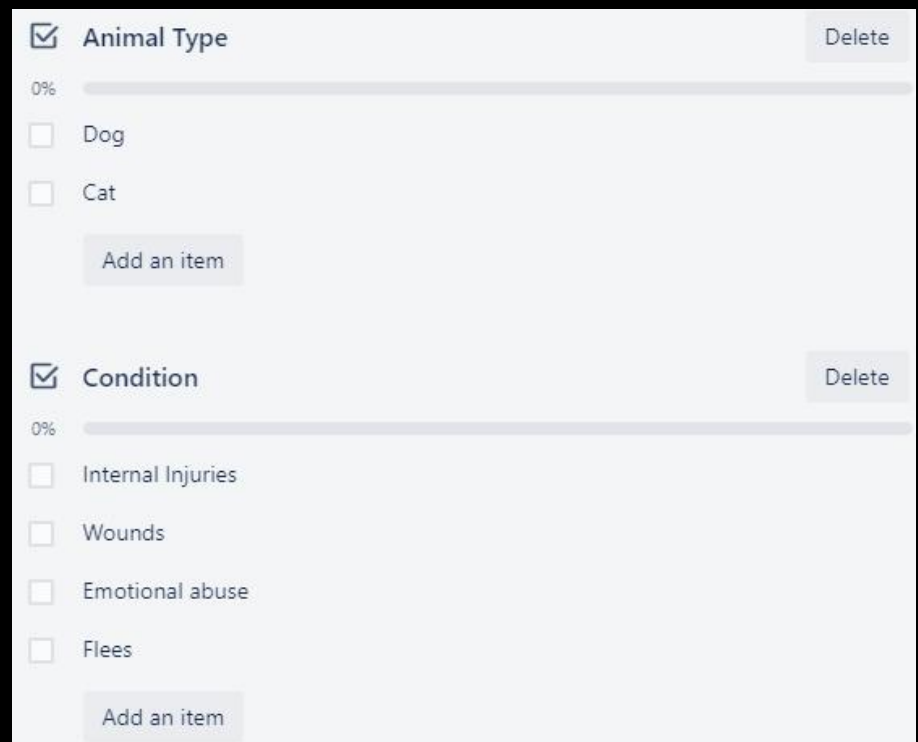 Animal Type Delete
0%
Dog
Cat
Add an item
Condition Delete
0%
Internal Injuries
Wounds
Emotional abuse
Flees
Add an item